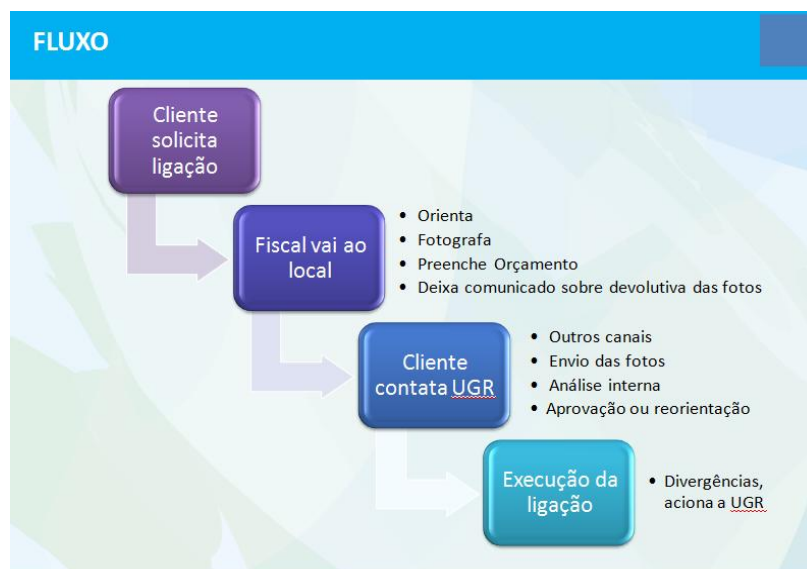 FLUXO
Cliente
solicita
ligação
Fiscal vai ao
local
• Orienta
• Fotografa
• Preenche Orçamento
• Deixa comunicado sobre devolutiva das fotos
Cliente
contata UGR
• Outros canais
• Envio das fotos
• Análise interna
• Aprovação ou reorientação
Execução da
ligação
• Divergências,
aciona a UGR